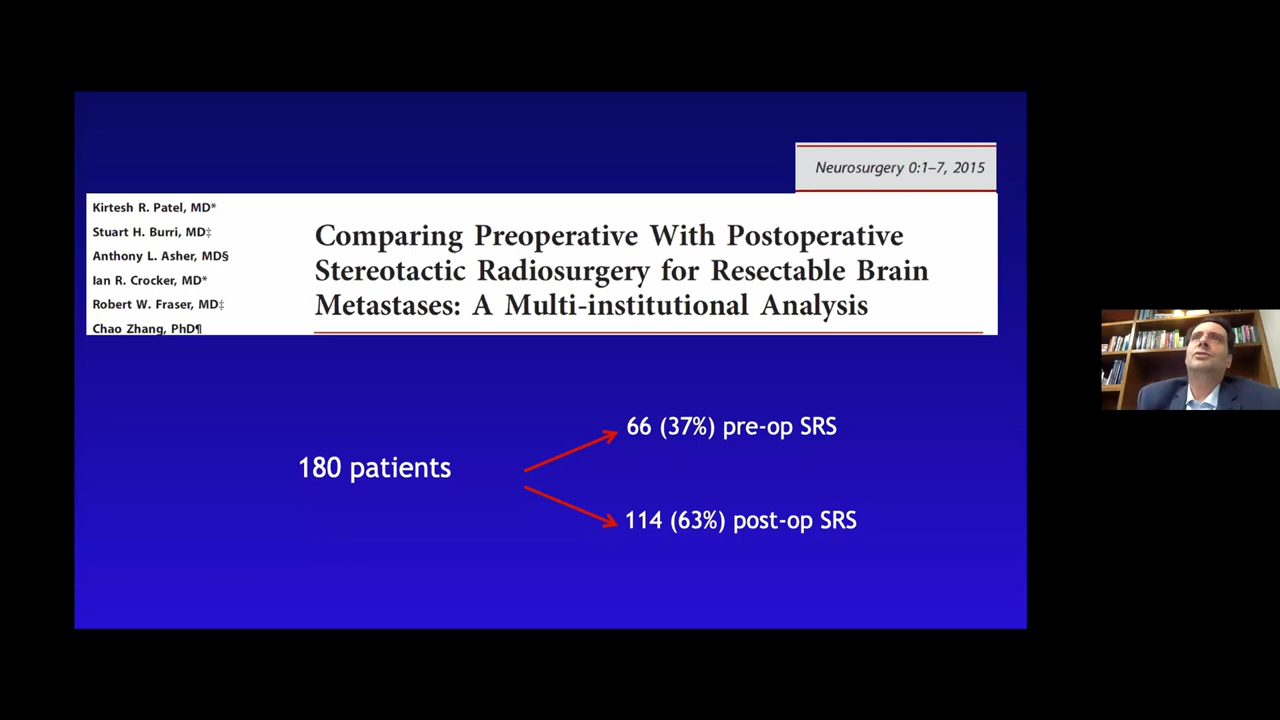 Neurosurgery 0:1–7, 2015
Kirtesh R. Patel, MD*
Stuart H. Burri, MD‡
Anthony L. Asher, MD§
Ian R. Crocker, MD*
Robert W. Fraser, MD‡
Chao Zhang, PhD¶
Comparing Preoperative With Postoperative
Stereotactic Radiosurgery for Resectable Brain
Metastases: A Multi-institutional Analysis
180 patients
66 (37%) pre-op SRS
114 (63%) post-op SRS